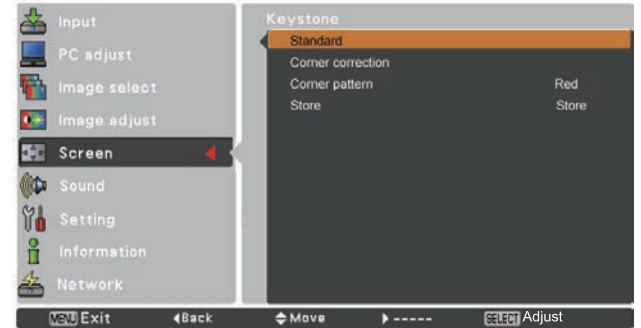 Input
PC adjust
Image select
Image adjust
Screen
Sound
Setting
Information
Network
Keystone
Standard
Corner correction
Corner pattern Red
Store Store
MENU Exit Back Move ----- SELECT Adjust